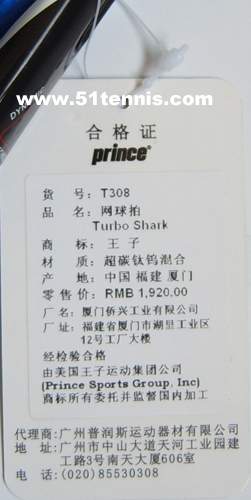 DYN
www.51tennis.com
合格证
prince
货 号：T308
品 名：网球拍
Turbo Shark
商 标：王 子
材 质：超碳钛钨混合
产 地：中国 福建 厦门
零 售 价：RMB 1,920.00
厂 名：厦门侨兴工业有限公司
厂 址：福建省厦门市湖里工业区
12号工厂大楼
经检验合格
由美国王子运动集团公司
(Prince Sports Group, Inc)
商标所有委托并监督国内加工
代理商：广州普润斯运动器材有限公司
地 址：广州市中山大道天河工业园建
工路3号南天大厦606室
电 话：(020)85530308